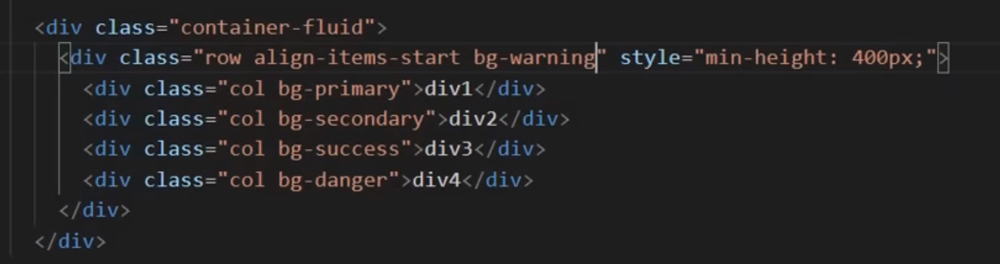 <div class="container-fluid">
<div class="row align-items-start bg-warning" style="min-height: 400px;">
<div class="col bg-primary">div1</div>
<div class="col bg-secondary">div2</div>
<div class="col bg-success">div3</div>
<div class="col bg-danger">div4</div>
</div>
</div>